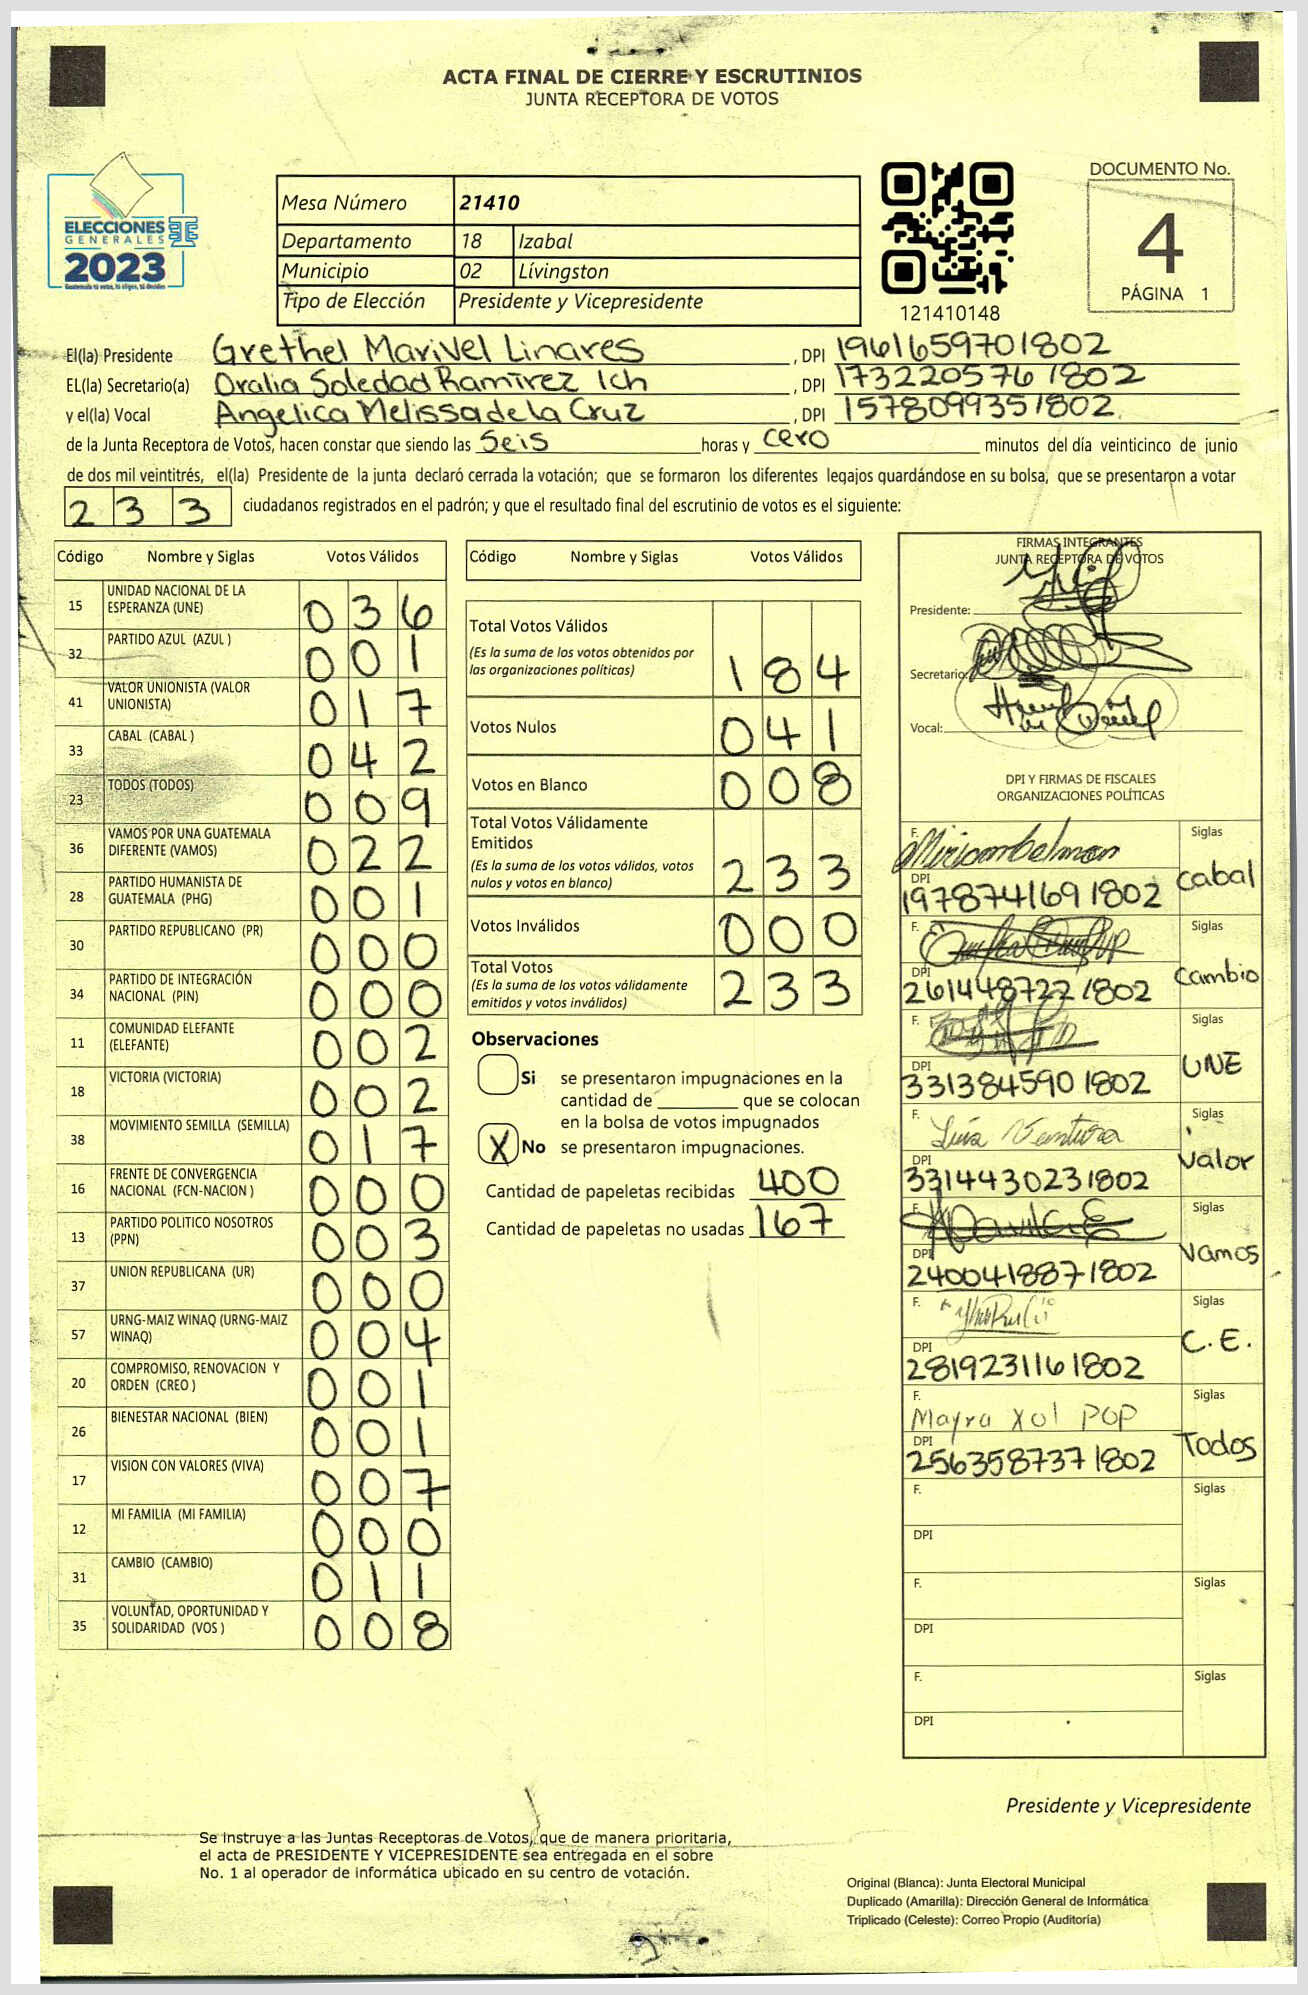 ACTA FINAL DE CIERRE Y ESCRUTINIOS
JUNTA RECEPTORA DE VOTOS
ELECCIONES
GENERALES
2023
Guatemala tú votas, tú eliges, tú decides
Mesa Número 21410
Departamento 18 Izabal
Municipio 02 Lívingston
Tipo de Elección Presidente y Vicepresidente
121410148
DOCUMENTO No.
4
PÁGINA 1
El(la) Presidente Grethel Marivel Linares, DPI 1961659701802
EL(la) Secretario(a) Oralia Soledad Ramirez Ich, DPI 1732205761802
y el(la) Vocal Angelica Melissa de la Cruz, DPI 1578099351802
de la Junta Receptora de Votos, hacen constar que siendo las Seis horas y cero minutos del día veinticinco de junio
de dos mil veintitrés, el(la) Presidente de la junta declaró cerrada la votación; que se formaron los diferentes legajos guardándose en su bolsa, que se presentaron a votar
233 ciudadanos registrados en el padrón; y que el resultado final del escrutinio de votos es el siguiente:
Código Nombre y Siglas Votos Válidos
15 UNIDAD NACIONAL DE LA ESPERANZA (UNE) 036
32 PARTIDO AZUL (AZUL ) 001
41 VALOR UNIONISTA (VALOR UNIONISTA) 017
33 CABAL (CABAL ) 042
23 TODOS (TODOS) 009
36 VAMOS POR UNA GUATEMALA DIFERENTE (VAMOS) 022
28 PARTIDO HUMANISTA DE GUATEMALA (PHG) 001
30 PARTIDO REPUBLICANO (PR) 000
34 PARTIDO DE INTEGRACIÓN NACIONAL (PIN) 000
11 COMUNIDAD ELEFANTE (ELEFANTE) 002
18 VICTORIA (VICTORIA) 002
38 MOVIMIENTO SEMILLA (SEMILLA) 017
16 FRENTE DE CONVERGENCIA NACIONAL (FCN-NACION ) 000
13 PARTIDO POLITICO NOSOTROS (PPN) 003
37 UNION REPUBLICANA (UR) 000
57 URNG-MAIZ WINAQ (URNG-MAIZ WINAQ) 004
20 COMPROMISO, RENOVACION Y ORDEN (CREO ) 001
26 BIENESTAR NACIONAL (BIEN) 001
17 VISION CON VALORES (VIVA) 007
12 MI FAMILIA (MI FAMILIA) 000
31 CAMBIO (CAMBIO) 011
35 VOLUNTAD, OPORTUNIDAD Y SOLIDARIDAD (VOS ) 008
Código Nombre y Siglas Votos Válidos
Total Votos Válidos
(Es la suma de los votos obtenidos por
las organizaciones politicas) 184
Votos Nulos 041
Votos en Blanco 008
Total Votos Válidamente
Emitidos
(Es la suma de los votos válidos, votos
nulos y votos en blanco) 233
Votos Inválidos 000
Total Votos
(Es la suma de los votos válidamente
emitidos y votos inválidos) 233
Observaciones
Si se presentaron impugnaciones en la
cantidad de ________ que se colocan
en la bolsa de votos impugnados
X No se presentaron impugnaciones.
Cantidad de papeletas recibidas 400
Cantidad de papeletas no usadas 167
FIRMAS INTEGRANTES
JUNTA RECEPTORA DE VOTOS
Presidente:
Secretario:
Vocal:
DPI Y FIRMAS DE FISCALES
ORGANIZACIONES POLÍTICAS
F. Siglas
DPI 1978741691802 Cabal
F. Siglas
DPI 2614487221802 Cambio
F. Siglas
DPI 3313845901802 UNE
F. Luis Ventura Siglas
DPI 3314430231802 Valor
F. Siglas
DPI 2400418871802 Vamos
F. Siglas
DPI 2819231161802 C.E.
F. Mayra Xol POP Siglas
DPI 2563587371802 Todos
F. Siglas
DPI
F. Siglas
DPI
F. Siglas
DPI
Presidente y Vicepresidente
Se instruye a las Juntas Receptoras de Votos, que de manera prioritaria,
el acta de PRESIDENTE Y VICEPRESIDENTE sea entregada en el sobre
No. 1 al operador de informática ubicado en su centro de votación.
Original (Blanca): Junta Electoral Municipal
Duplicado (Amarilla): Dirección General de Informática
Triplicado (Celeste): Correo Propio (Auditoría)